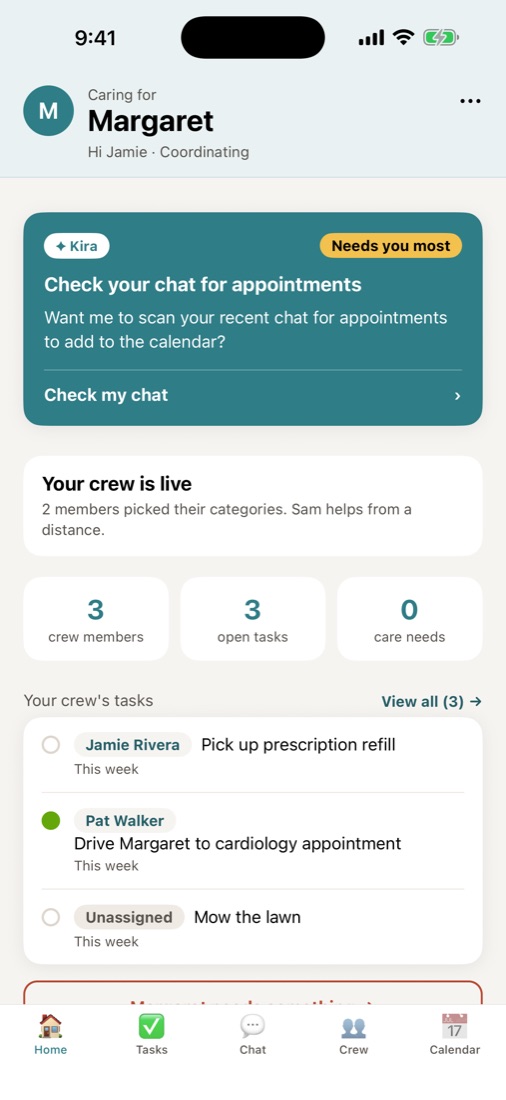 9:41
M
Caring for
Margaret
Hi Jamie · Coordinating
✦ Kira
Needs you most
Check your chat for appointments
Want me to scan your recent chat for appointments
to add to the calendar?
Check my chat ›
Your crew is live
2 members picked their categories. Sam helps from a
distance.
3
crew members
3
open tasks
0
care needs
Your crew's tasks
View all (3) →
Jamie Rivera Pick up prescription refill
This week
Pat Walker
Drive Margaret to cardiology appointment
This week
Unassigned Mow the lawn
This week
Home
Tasks
Chat
Crew
17
Calendar